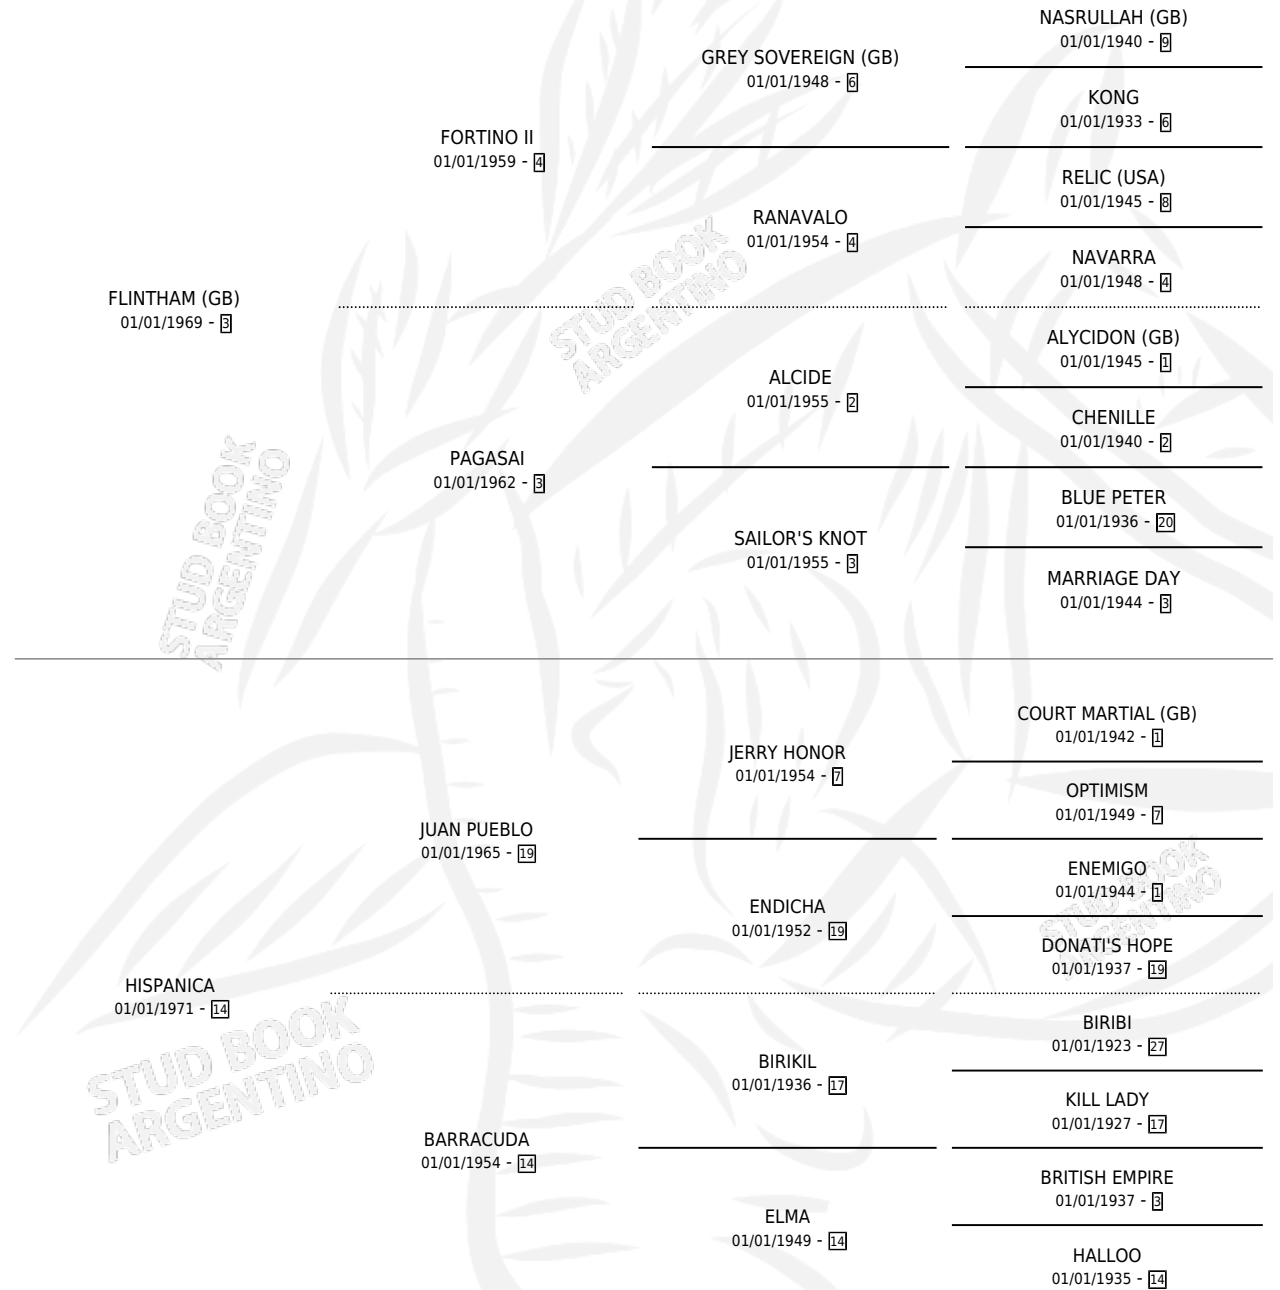 NASRULLAH (GB)
01/01/1940 - 9
GREY SOVEREIGN (GB)
01/01/1948 - 6
KONG
01/01/1933 - 6
FORTINO II
01/01/1959 - 4
RELIC (USA)
01/01/1945 - 8
RANAVALO
01/01/1954 - 4
NAVARRA
01/01/1948 - 4
FLINTHAM (GB)
01/01/1969 - 3
STUD BOOK
ARGENTINO
ALYCIDON (GB)
01/01/1945 - 1
ALCIDE
01/01/1955 - 2
CHENILLE
01/01/1940 - 2
PAGASAI
01/01/1962 - 3
BLUE PETER
01/01/1936 - 20
SAILOR'S KNOT
01/01/1955 - 3
MARRIAGE DAY
01/01/1944 - 3
STUD BOOK
ARGENTINO
COURT MARTIAL (GB)
01/01/1942 - 1
JERRY HONOR
01/01/1954 - 7
OPTIMISM
01/01/1949 - 7
JUAN PUEBLO
01/01/1965 - 19
ENEMIGO
01/01/1944 - 1
ENDICHA
01/01/1952 - 19
STUD BOOK
ARGENTINO
DONATI'S HOPE
01/01/1937 - 19
HISPANICA
01/01/1971 - 14
STUD BOOK
ARGENTINO
BIRIBI
01/01/1923 - 27
BIRIKIL
01/01/1936 - 17
KILL LADY
01/01/1927 - 17
BARRACUDA
01/01/1954 - 14
BRITISH EMPIRE
01/01/1937 - 3
ELMA
01/01/1949 - 14
HALLOO
01/01/1935 - 14